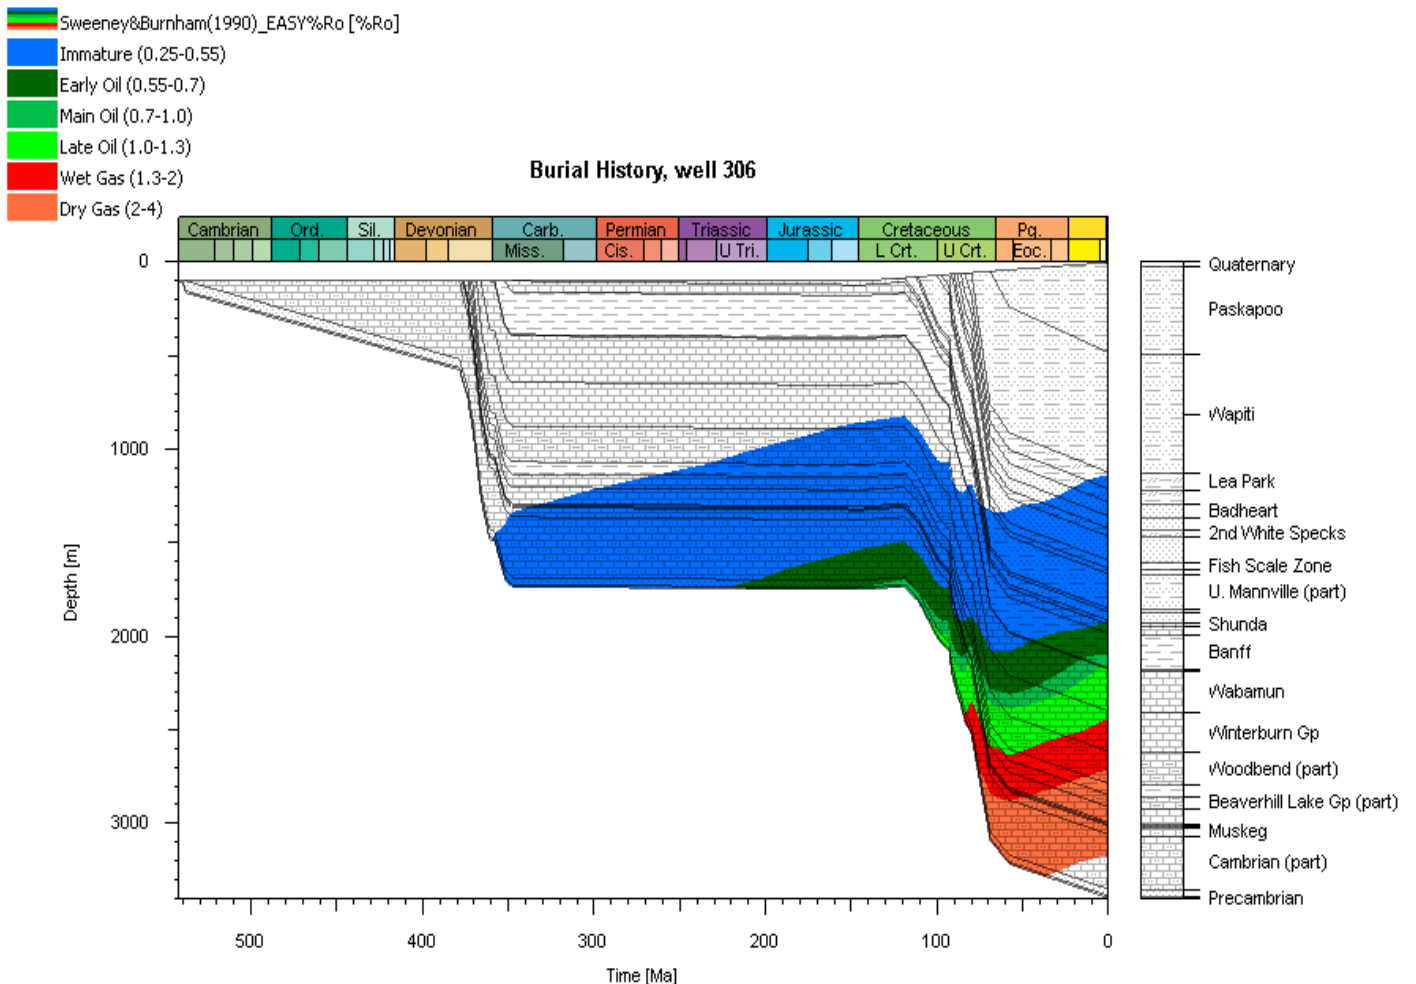 Sweeney&Burnham(1990)_EASY%Ro [%Ro]
Immature (0.25-0.55)
Early Oil (0.55-0.7)
Main Oil (0.7-1.0)
Late Oil (1.0-1.3)
Wet Gas (1.3-2)
Dry Gas (2-4)
Burial History, well 306
Cambrian Ord. Sil. Devonian Carb. Permian Triassic Jurassic Cretaceous Pq.
Miss. Cis. U Tri. L Crt. U Crt. Eoc.
0
1000
2000
3000
Depth [m]
500 400 300 200 100 0
Time [Ma]
Quaternary
Paskapoo
Wapiti
Lea Park
Badheart
2nd White Specks
Fish Scale Zone
U. Mannville (part)
Shunda
Banff
Wabamun
Winterburn Gp
Woodbend (part)
Beaverhill Lake Gp (part)
Muskeg
Cambrian (part)
Precambrian